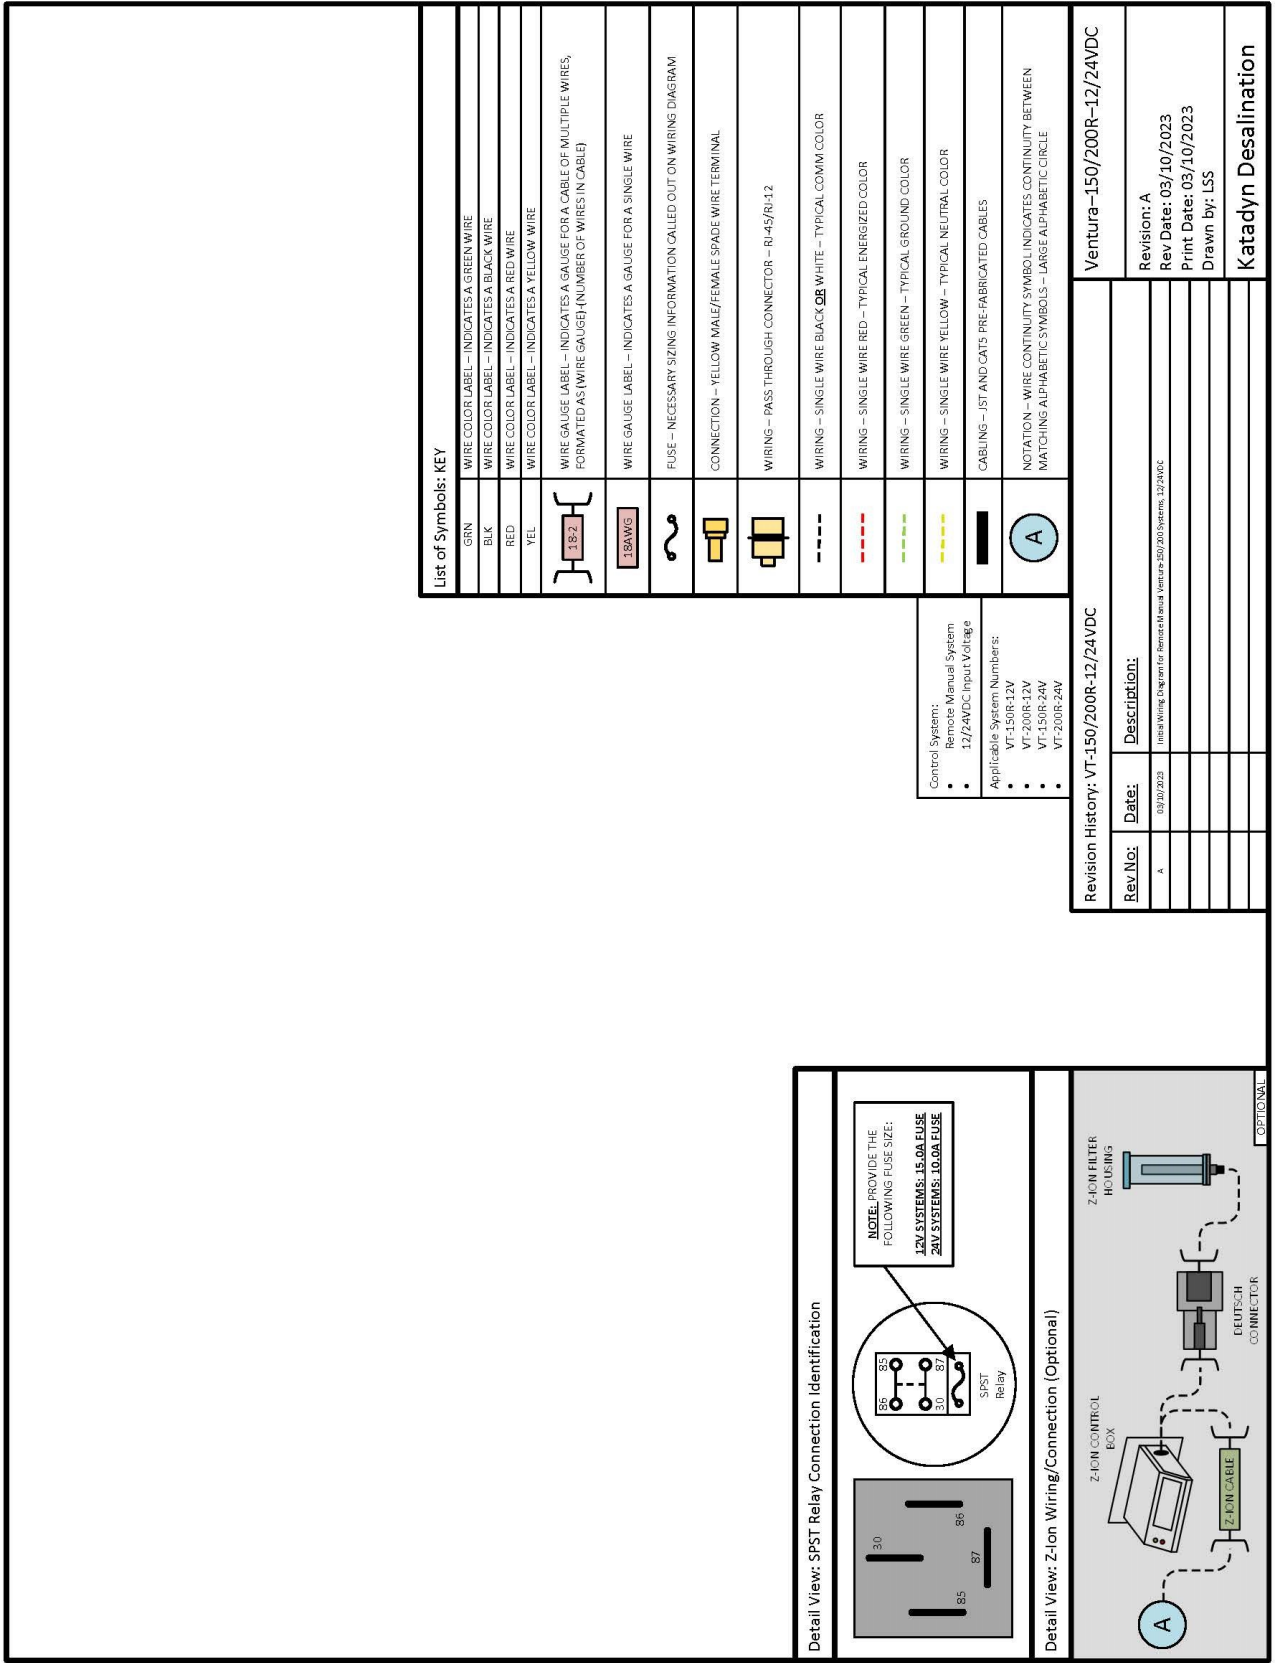 List of Symbols: KEY
GRN WIRE COLOR LABEL – INDICATES A GREEN WIRE
BLK WIRE COLOR LABEL – INDICATES A BLACK WIRE
RED WIRE COLOR LABEL – INDICATES A RED WIRE
YEL WIRE COLOR LABEL – INDICATES A YELLOW WIRE
18-2 WIRE GAUGE LABEL – INDICATES A GAUGE FOR A CABLE OF MULTIPLE WIRES,
FORMATED AS (WIRE GAUGE)-(NUMBER OF WIRES IN CABLE)
18AWG WIRE GAUGE LABEL – INDICATES A GAUGE FOR A SINGLE WIRE
FUSE – NECESSARY SIZING INFORMATION CALLED OUT ON WIRING DIAGRAM
CONNECTION – YELLOW MALE/FEMALE SPADE WIRE TERMINAL
WIRING – PASS THROUGH CONNECTOR – RJ-45/RJ-12
WIRING – SINGLE WIRE BLACK OR WHITE – TYPICAL COMM COLOR
WIRING – SINGLE WIRE RED – TYPICAL ENERGIZED COLOR
WIRING – SINGLE WIRE GREEN – TYPICAL GROUND COLOR
WIRING – SINGLE WIRE YELLOW – TYPICAL NEUTRAL COLOR
CABLING – JST AND CAT5 PRE-FABRICATED CABLES
A NOTATION – WIRE CONTINUITY SYMBOL INDICATES CONTINUITY BETWEEN
MATCHING ALPHABETIC SYMBOLS – LARGE ALPHABETIC CIRCLE
Detail View: SPST Relay Connection Identification
30
85
86
87
86 85
30 87
SPST
Relay
NOTE: PROVIDE THE
FOLLOWING FUSE SIZE:
12V SYSTEMS: 15.0A FUSE
24V SYSTEMS: 10.0A FUSE
Control System:
• Remote Manual System
• 12/24VDC Input Voltage
Applicable System Numbers:
• VT-150R-12V
• VT-200R-12V
• VT-150R-24V
• VT-200R-24V
Detail View: Z-Ion Wiring/Connection (Optional)
A
Z-ION CONTROL
BOX
Z-ION CABLE
DEUTSCH
CONNECTOR
Z-ION FILTER
HOUSING
OPTIONAL
Revision History: VT-150/200R-12/24VDC
Rev No: Date: Description:
A 03/10/2023 Initial Wiring Diagram for Remote Manual Ventura-150/200 Systems, 12/24VDC
Ventura–150/200R–12/24VDC
Revision: A
Rev Date: 03/10/2023
Print Date: 03/10/2023
Drawn by: LSS
Katadyn Desalination